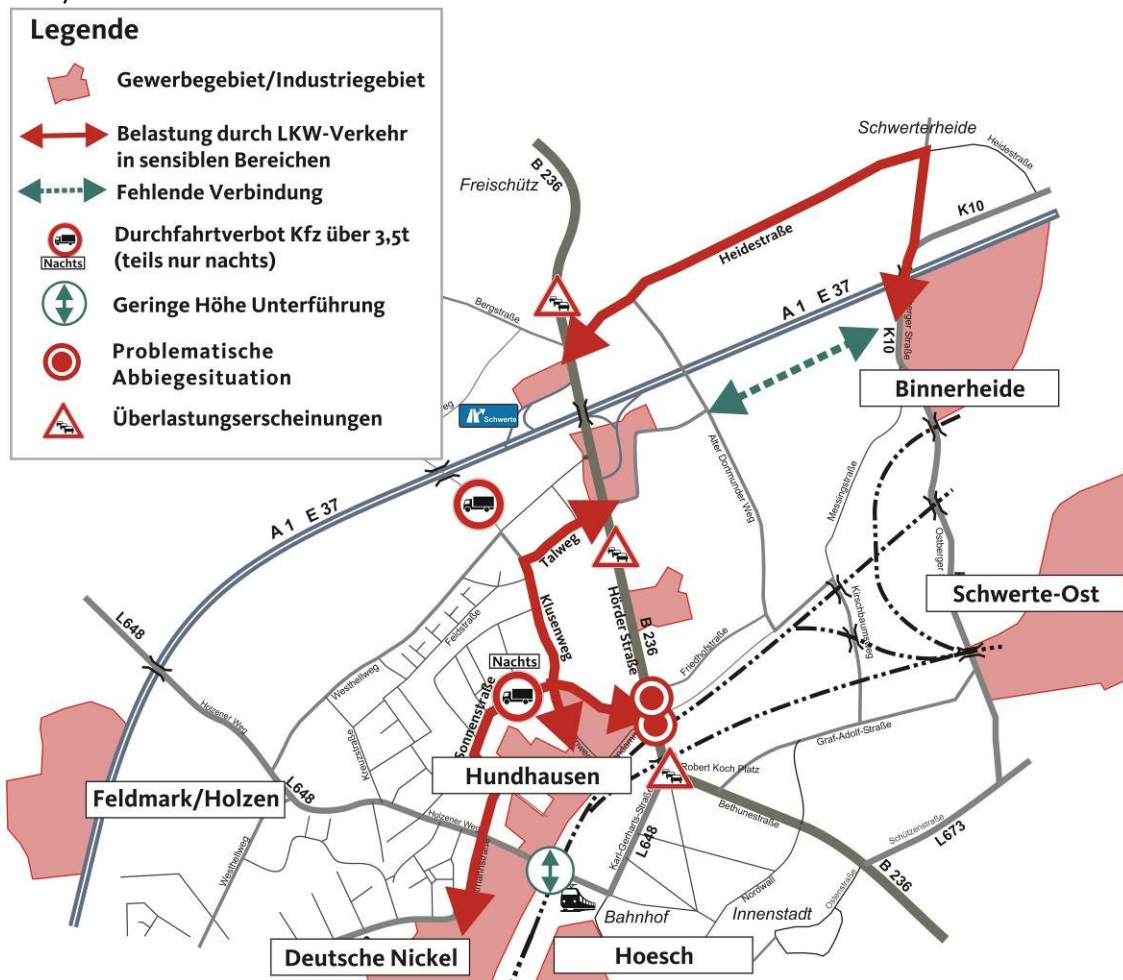 Legende
Gewerbegebiet/Industriegebiet
Belastung durch LKW-Verkehr
in sensiblen Bereichen
Fehlende Verbindung
Nachts
Durchfahrtverbot Kfz über 3,5t
(teils nur nachts)
Geringe Höhe Unterführung
Problematische
Abbiegesituation
Überlastungserscheinungen
Schwerterheide
Heidestraße
B 236
Freischütz
K10
Heidestraße
A 1 E 37
Bergstraße
K10
Binnerheide
Schwerte
Alter Dortmunder Weg
Messingstraße
A 1 E 37
Talweg
Ostberger
Schwerte-Ost
L648
Feldstraße
Klusenweg
Hörder Straße
B 236
Friedhofstraße
Kirschbaumsweg
Westhellweg
Nachts
Holzener Weg
Kreuzstraße
Sonnenstraße
Graf-Adolf-Straße
Hundhausen
Robert Koch Platz
Feldmark/Holzen
L648
Holzener Weg
Karl-Gerharts-Straße
L648
Bethunestraße
Schützenstraße
L673
Westhellweg
B 236
Nordwall
Ostenstraße
Bahnhof
Innenstadt
Deutsche Nickel
Hoesch